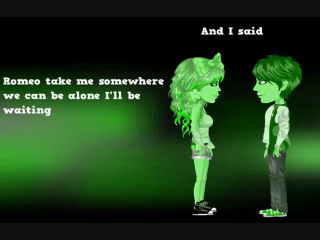 And I said
Romeo take me somewhere
we can be alone I'll be
waiting